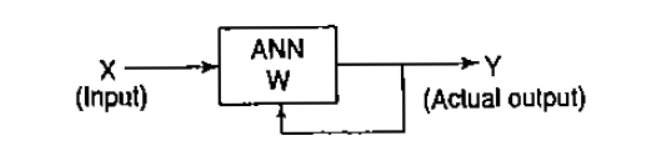 ANN
W
X
(Input)
Y
(Actual output)